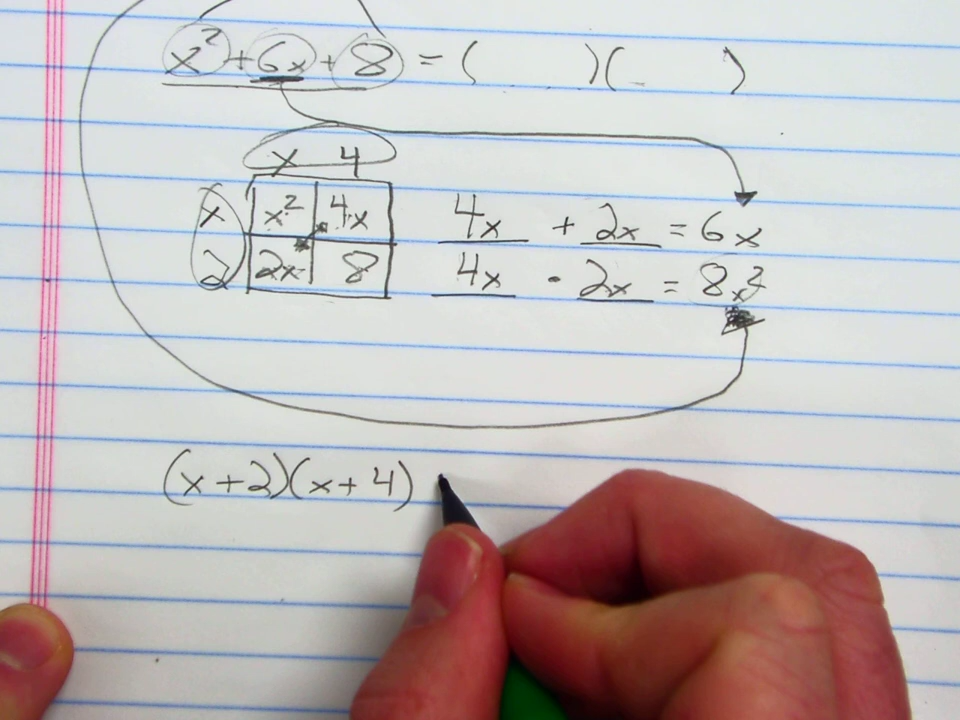 x² + 6x + 8 = ( )( )
x 4
x x² 4x 4x + 2x = 6x
2 2x 8 4x · 2x = 8x²
(x + 2)(x + 4)